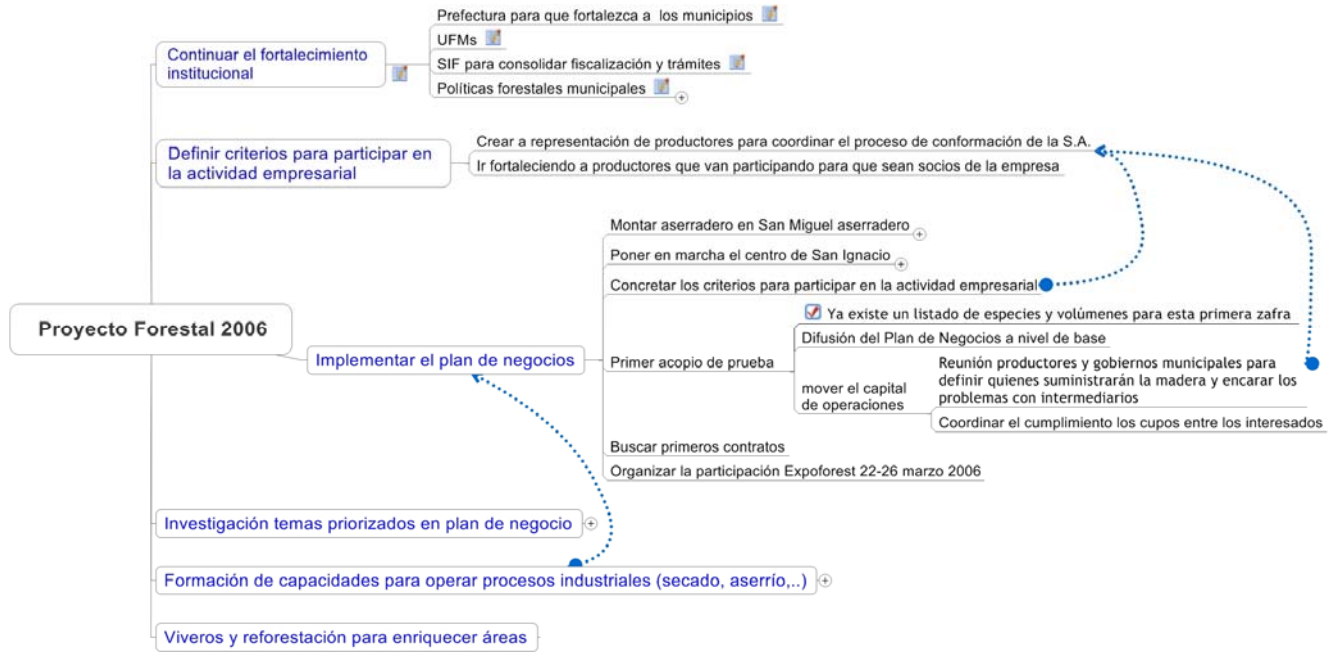 Proyecto Forestal 2006
Continuar el fortalecimiento
institucional
Prefectura para que fortalezca a los municipios
UFMs
SIF para consolidar fiscalización y trámites
Políticas forestales municipales
Definir criterios para participar en
la actividad empresarial
Crear a representación de productores para coordinar el proceso de conformación de la S.A.
Ir fortaleciendo a productores que van participando para que sean socios de la empresa
Implementar el plan de negocios
Montar aserradero en San Miguel aserradero
Poner en marcha el centro de San Ignacio
Concretar los criterios para participar en la actividad empresarial
Primer acopio de prueba
Ya existe un listado de especies y volúmenes para esta primera zafra
Difusión del Plan de Negocios a nivel de base
mover el capital
de operaciones
Reunión productores y gobiernos municipales para
definir quienes suministrarán la madera y encarar los
problemas con intermediarios
Coordinar el cumplimiento los cupos entre los interesados
Buscar primeros contratos
Organizar la participación Expoforest 22-26 marzo 2006
Investigación temas priorizados en plan de negocio
Formación de capacidades para operar procesos industriales (secado, aserrío,..)
Viveros y reforestación para enriquecer áreas